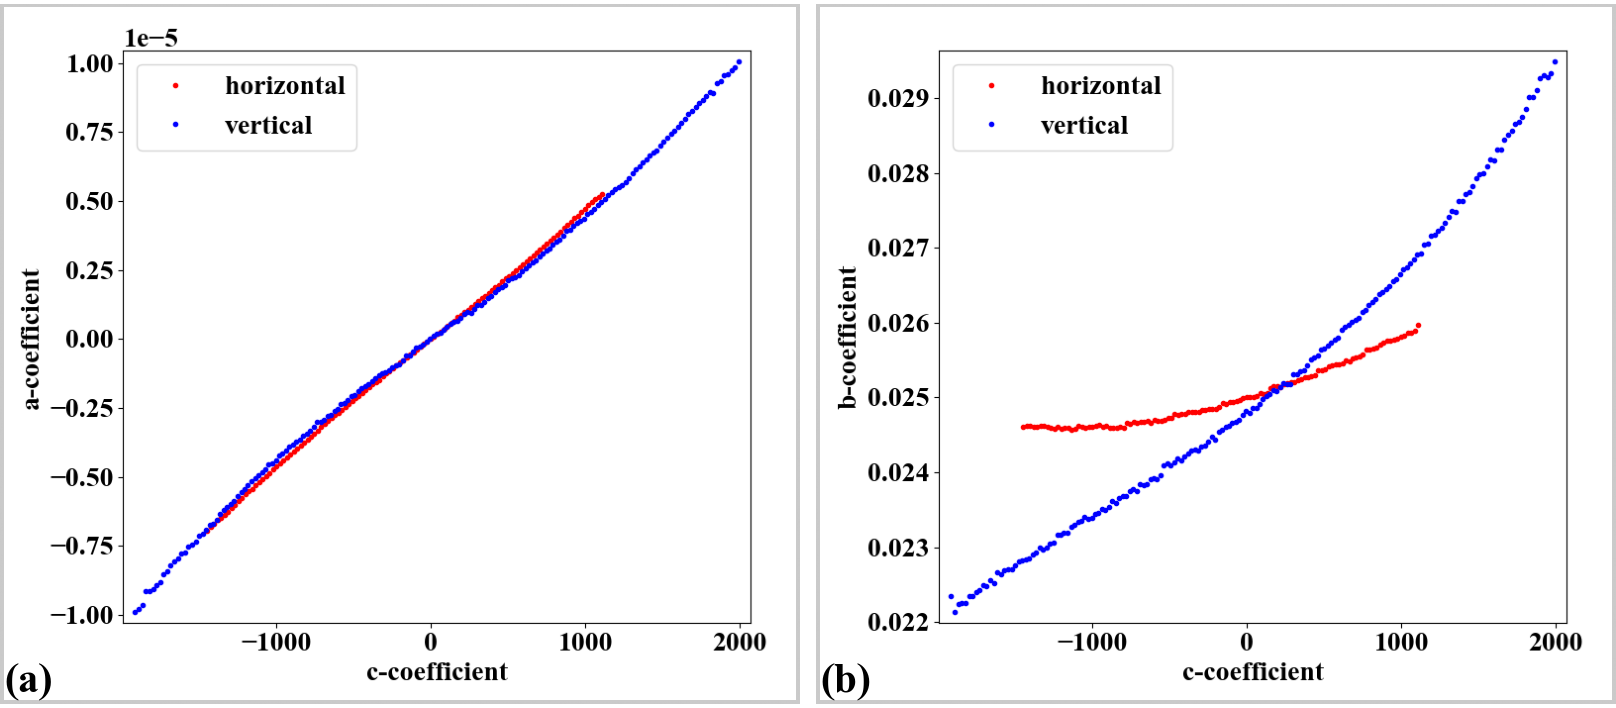 1e−5
1.00
0.75
0.50
0.25
0.00
−0.25
−0.50
−0.75
−1.00
a-coefficient
horizontal
vertical
−1000 0 1000 2000
c-coefficient
(a)
0.029
0.028
0.027
0.026
0.025
0.024
0.023
0.022
b-coefficient
horizontal
vertical
−1000 0 1000 2000
c-coefficient
(b)